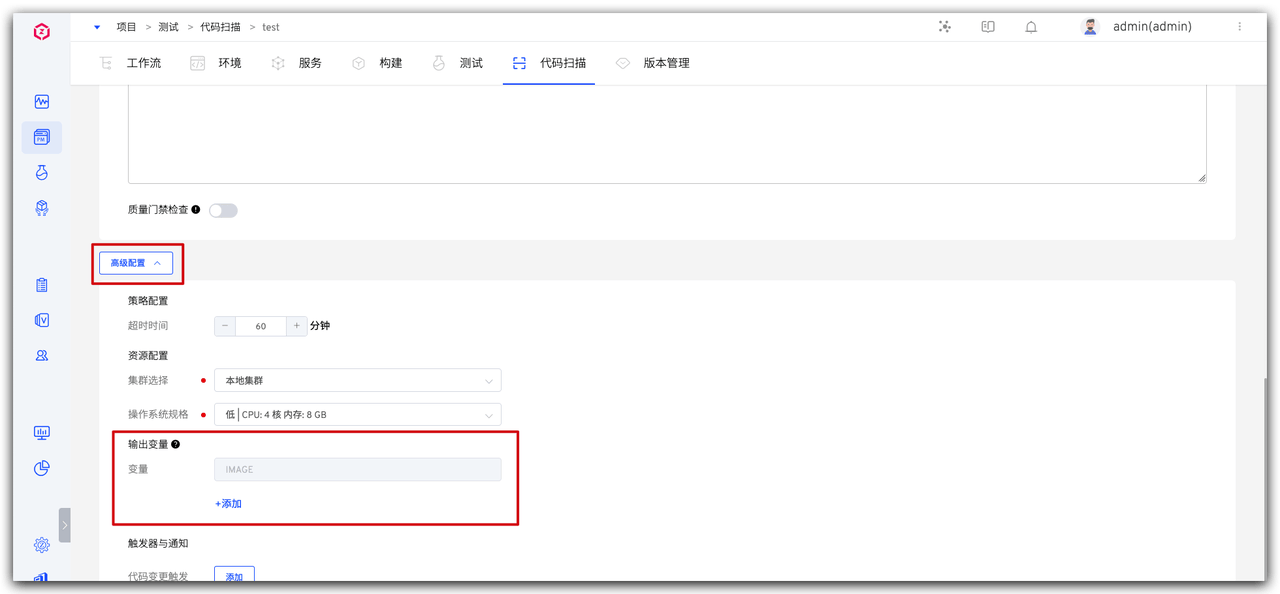 项目 > 测试 > 代码扫描 > test
admin(admin)
工作流 环境 服务 构建 测试 代码扫描 版本管理
质量门禁检查
高级配置
策略配置
超时时间 − 60 + 分钟
资源配置
集群选择 本地集群
操作系统规格 低 | CPU: 4 核 内存: 8 GB
输出变量
变量 IMAGE
+添加
触发器与通知
代码变更触发 添加